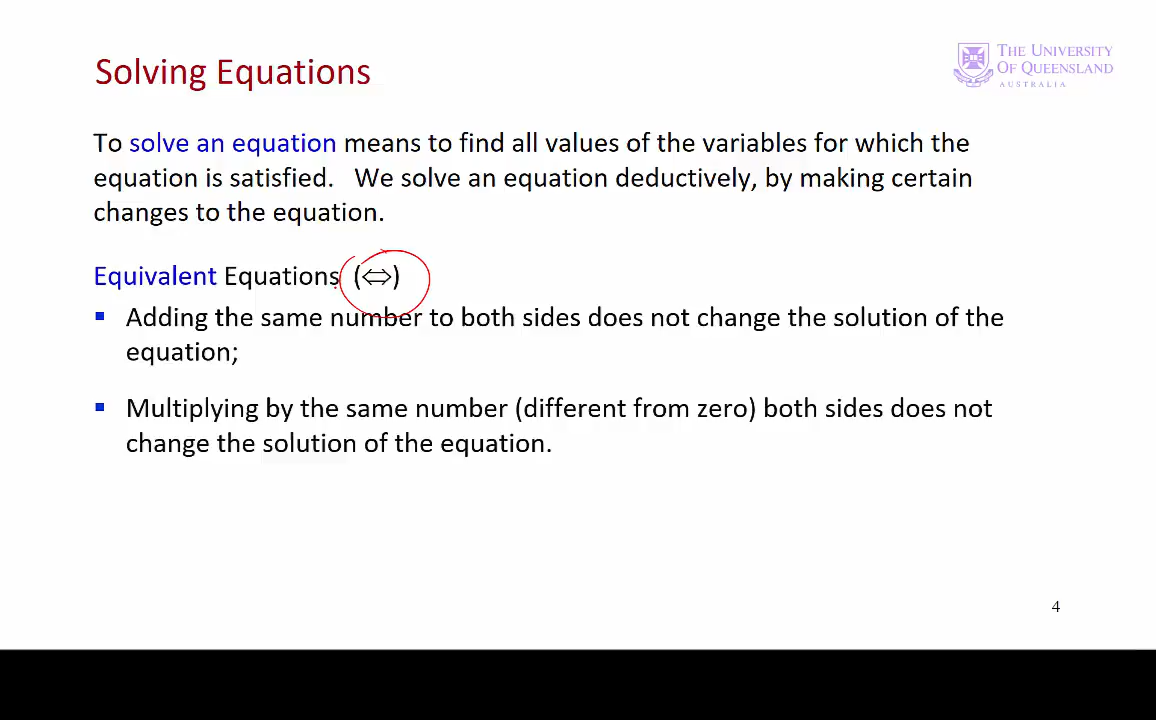 Solving Equations
THE UNIVERSITY
OF QUEENSLAND
AUSTRALIA
To solve an equation means to find all values of the variables for which the
equation is satisfied. We solve an equation deductively, by making certain
changes to the equation.
Equivalent Equations (⇔)
▪ Adding the same number to both sides does not change the solution of the
equation;
▪ Multiplying by the same number (different from zero) both sides does not
change the solution of the equation.
4